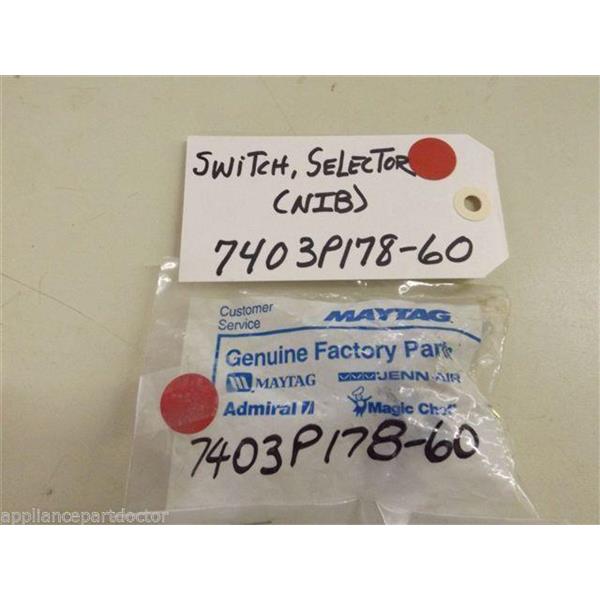 SWITCH, SELECTOR
(NIB)
7403P178-60
Customer
Service
MAYTAG
Genuine Factory Parts
MAYTAG
JENN-AIR
Admiral
Magic Chef
7403P178-60
appliancepartdoctor